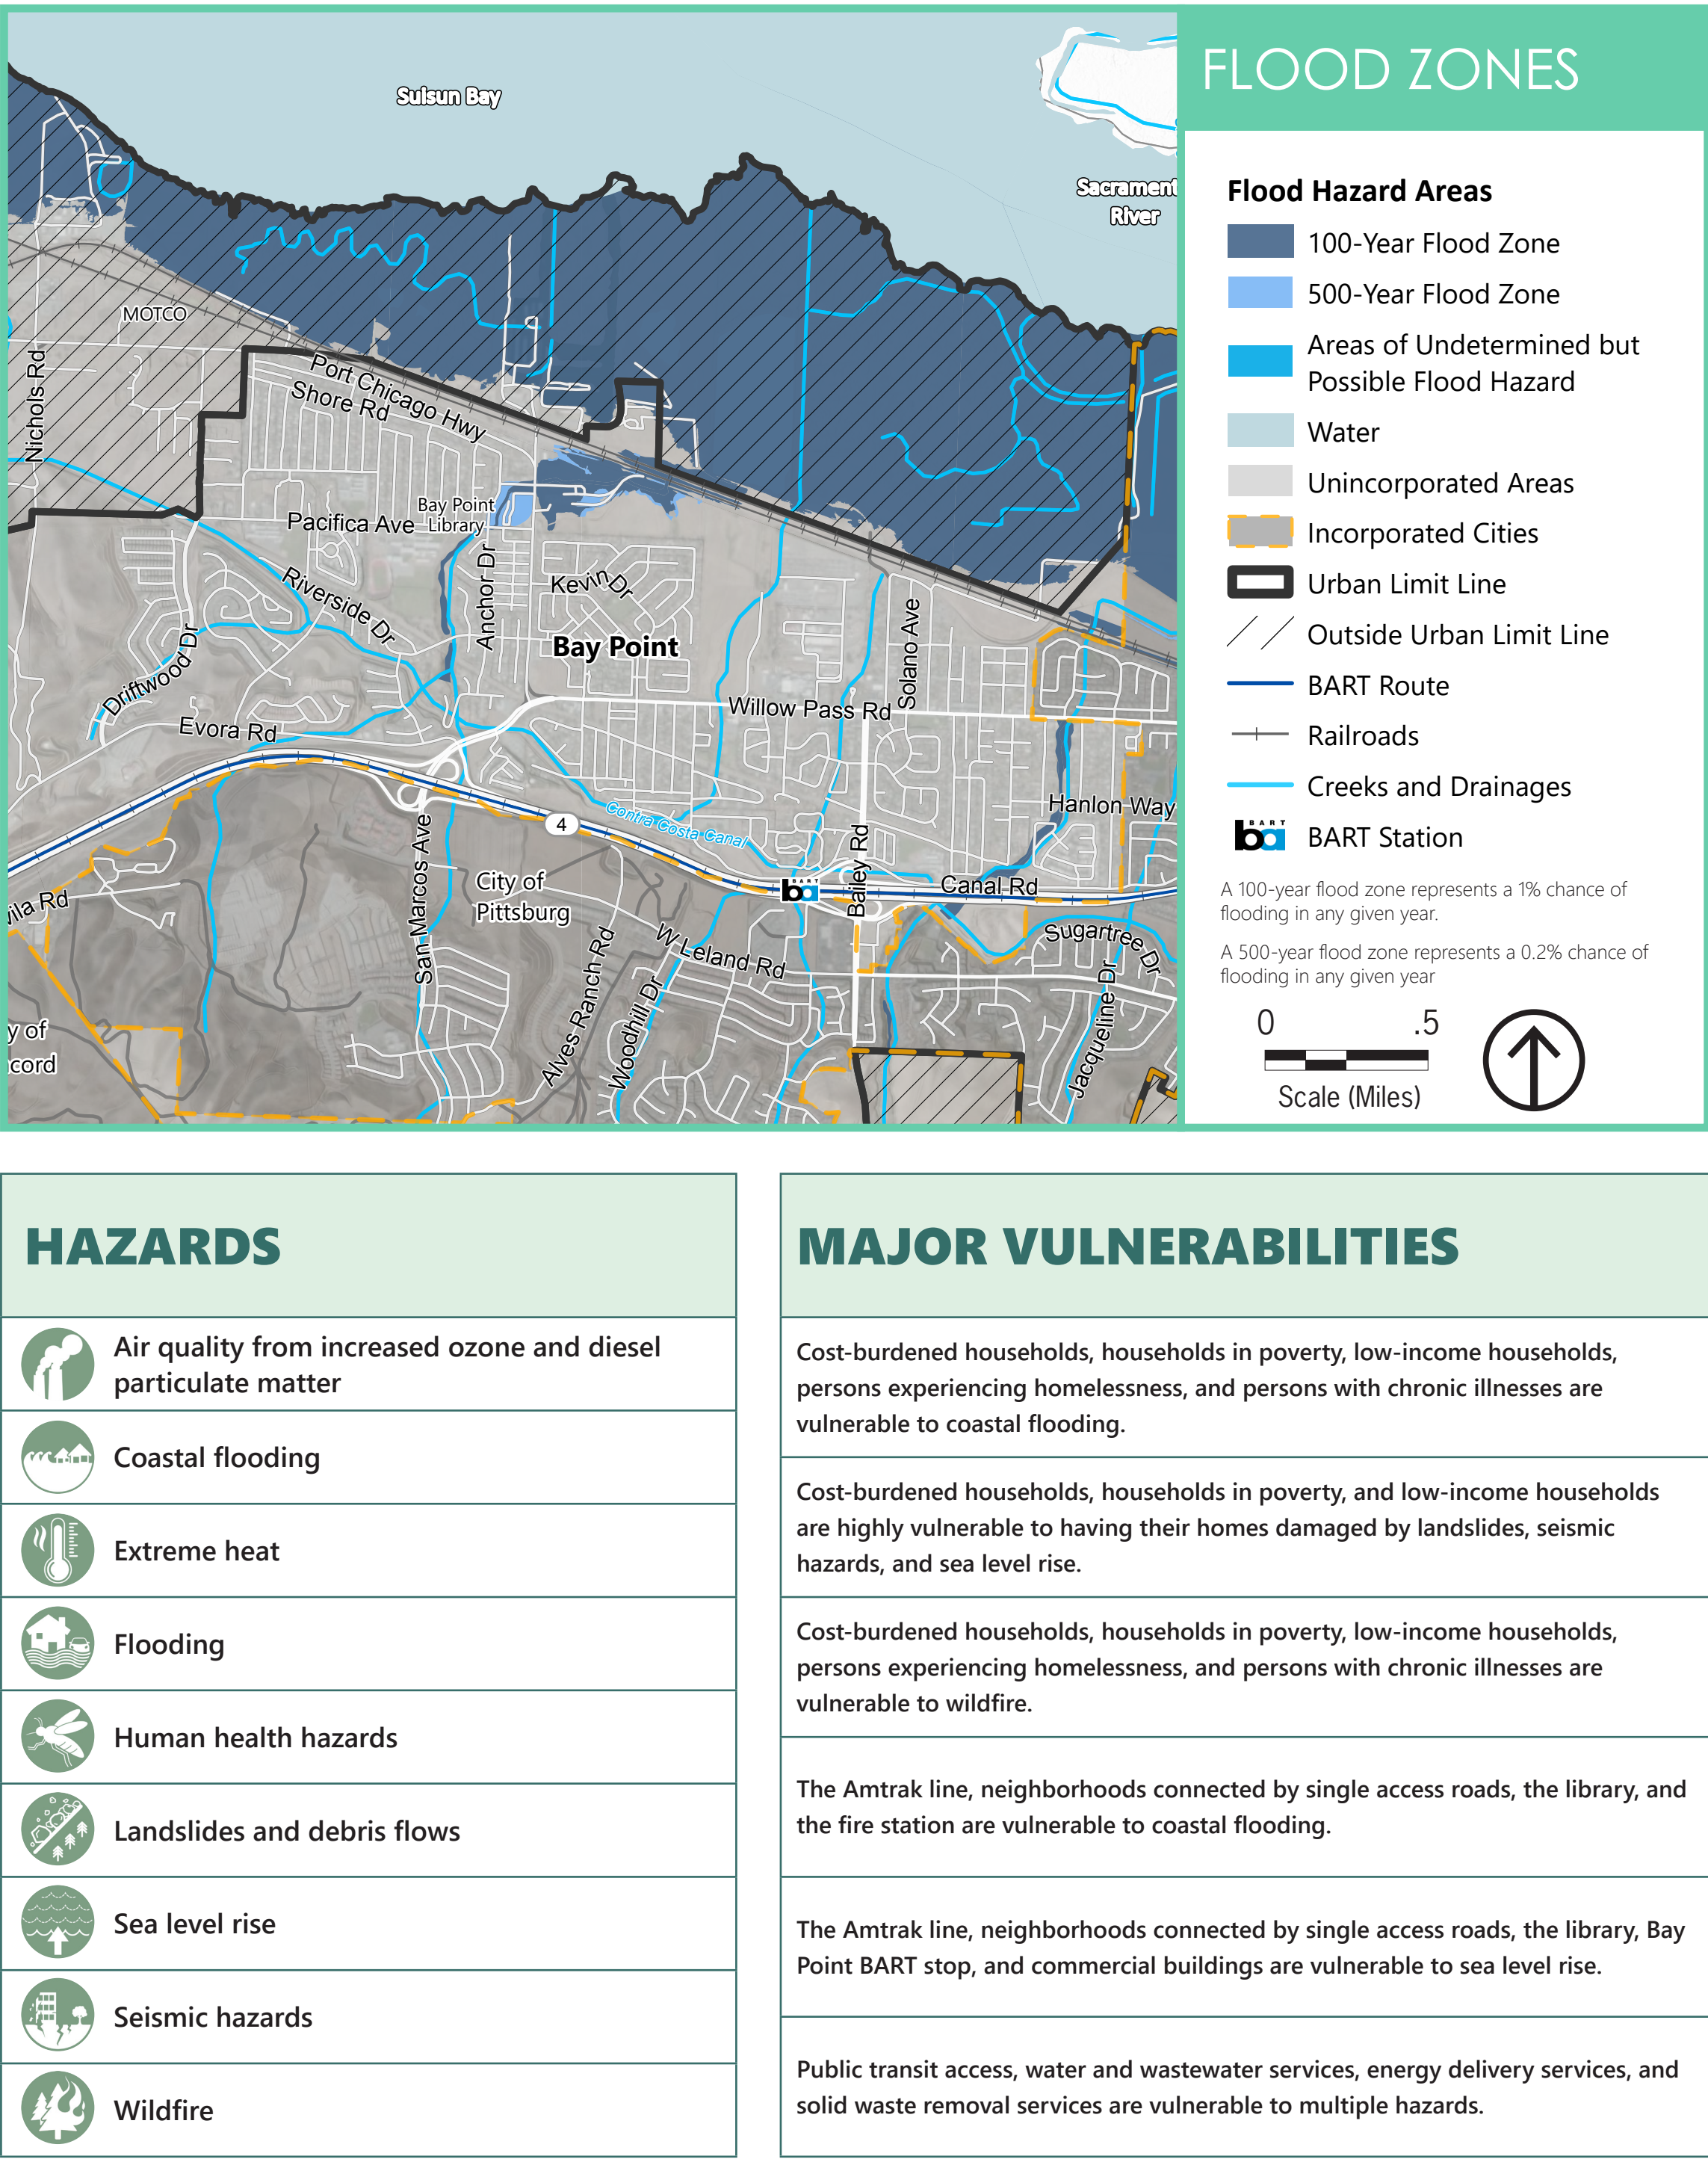 Suisun Bay
Sacrament
River
MOTCO
Nichols Rd
Port Chicago Hwy
Shore Rd
Bay Point
Library
Pacifica Ave
Anchor Dr
Kevin Dr
Riverside Dr
Bay Point
Solano Ave
Driftwood Dr
Willow Pass Rd
Evora Rd
Hanlon Way
Contra Costa Canal
4
San Marcos Ave
Bailey Rd
BART
ba
Canal Rd
City of
Pittsburg
vila Rd
W Leland Rd
Sugartree Dr
Alves Ranch Rd
Woodhill Dr
Jacqueline Dr
y of
cord
FLOOD ZONES
Flood Hazard Areas
100-Year Flood Zone
500-Year Flood Zone
Areas of Undetermined but
Possible Flood Hazard
Water
Unincorporated Areas
Incorporated Cities
Urban Limit Line
Outside Urban Limit Line
BART Route
Railroads
Creeks and Drainages
BART
ba
BART Station
A 100-year flood zone represents a 1% chance of
flooding in any given year.
A 500-year flood zone represents a 0.2% chance of
flooding in any given year
0 .5
Scale (Miles)
HAZARDS
Air quality from increased ozone and diesel
particulate matter
Coastal flooding
Extreme heat
Flooding
Human health hazards
Landslides and debris flows
Sea level rise
Seismic hazards
Wildfire
MAJOR VULNERABILITIES
Cost-burdened households, households in poverty, low-income households,
persons experiencing homelessness, and persons with chronic illnesses are
vulnerable to coastal flooding.
Cost-burdened households, households in poverty, and low-income households
are highly vulnerable to having their homes damaged by landslides, seismic
hazards, and sea level rise.
Cost-burdened households, households in poverty, low-income households,
persons experiencing homelessness, and persons with chronic illnesses are
vulnerable to wildfire.
The Amtrak line, neighborhoods connected by single access roads, the library, and
the fire station are vulnerable to coastal flooding.
The Amtrak line, neighborhoods connected by single access roads, the library, Bay
Point BART stop, and commercial buildings are vulnerable to sea level rise.
Public transit access, water and wastewater services, energy delivery services, and
solid waste removal services are vulnerable to multiple hazards.